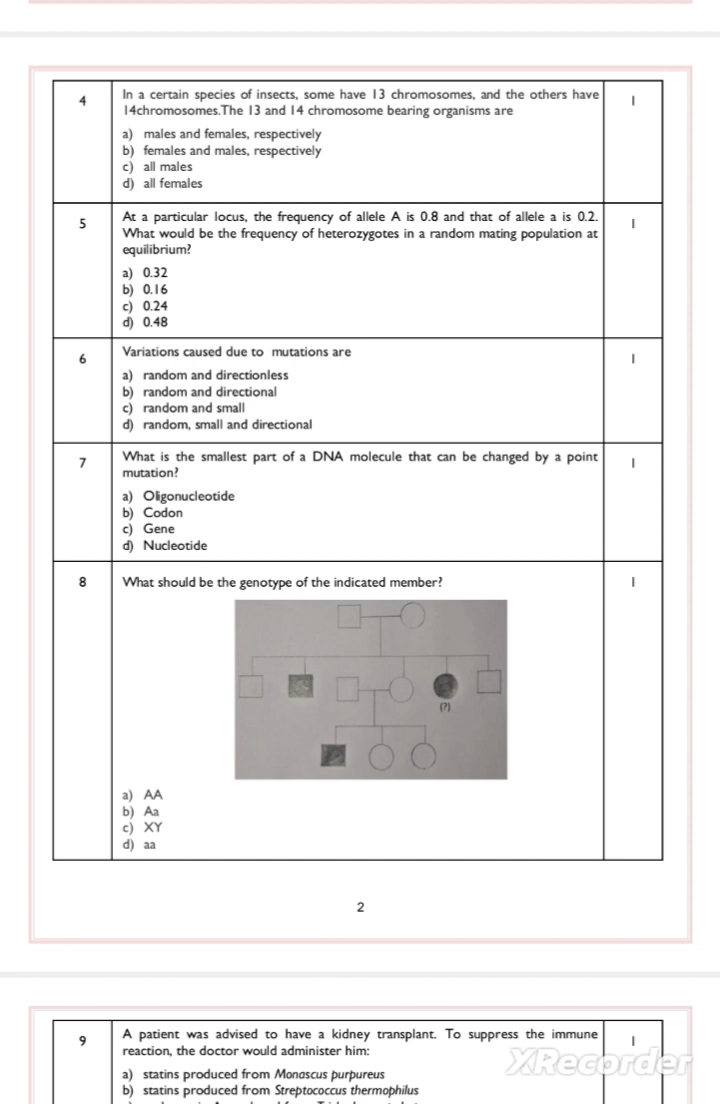 4
In a certain species of insects, some have 13 chromosomes, and the others have
14chromosomes.The 13 and 14 chromosome bearing organisms are
1
a) males and females, respectively
b) females and males, respectively
c) all males
d) all females
5
At a particular locus, the frequency of allele A is 0.8 and that of allele a is 0.2.
What would be the frequency of heterozygotes in a random mating population at
equilibrium?
1
a) 0.32
b) 0.16
c) 0.24
d) 0.48
6
Variations caused due to mutations are
1
a) random and directionless
b) random and directional
c) random and small
d) random, small and directional
7
What is the smallest part of a DNA molecule that can be changed by a point
mutation?
1
a) Oligonucleotide
b) Codon
c) Gene
d) Nucleotide
8
What should be the genotype of the indicated member?
1
(?)
a) AA
b) Aa
c) XY
d) aa
2
9
A patient was advised to have a kidney transplant. To suppress the immune
reaction, the doctor would administer him:
1
a) statins produced from Monascus purpureus
b) statins produced from Streptococcus thermophilus
XRecorder